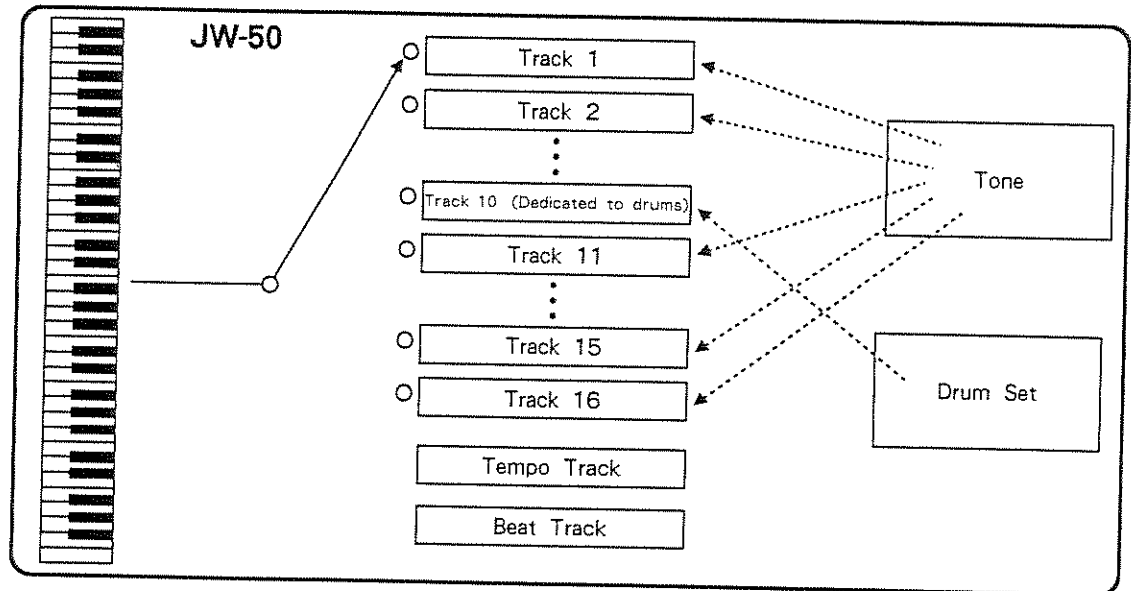 JW-50
Track 1
Track 2
Track 10 (Dedicated to drums)
Track 11
Track 15
Track 16
Tempo Track
Beat Track
Tone
Drum Set